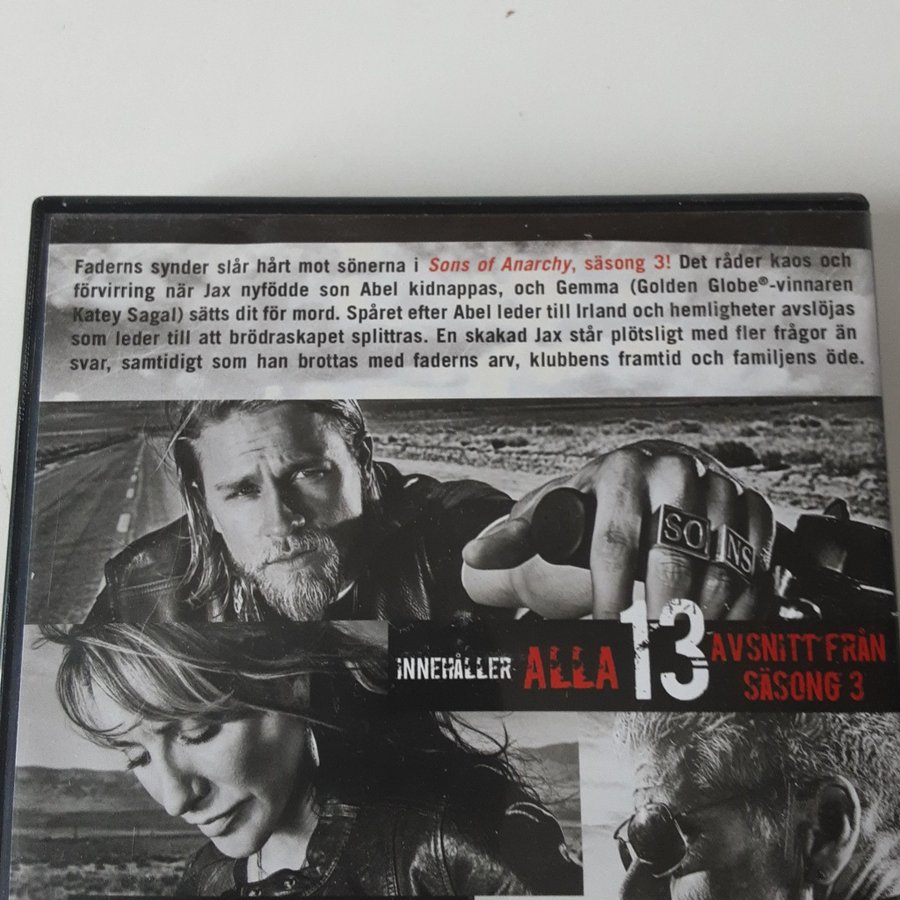 Faderns synder slår hårt mot sönerna i Sons of Anarchy, säsong 3! Det råder kaos och
förvirring när Jax nyfödde son Abel kidnappas, och Gemma (Golden Globe®-vinnaren
Katey Sagal) sätts dit för mord. Spåret efter Abel leder till Irland och hemligheter avslöjas
som leder till att brödraskapet splittras. En skakad Jax står plötsligt med fler frågor än
svar, samtidigt som han brottas med faderns arv, klubbens framtid och familjens öde.
SO NS
INNEHÅLLER ALLA 13 AVSNITT FRÅN
SÄSONG 3